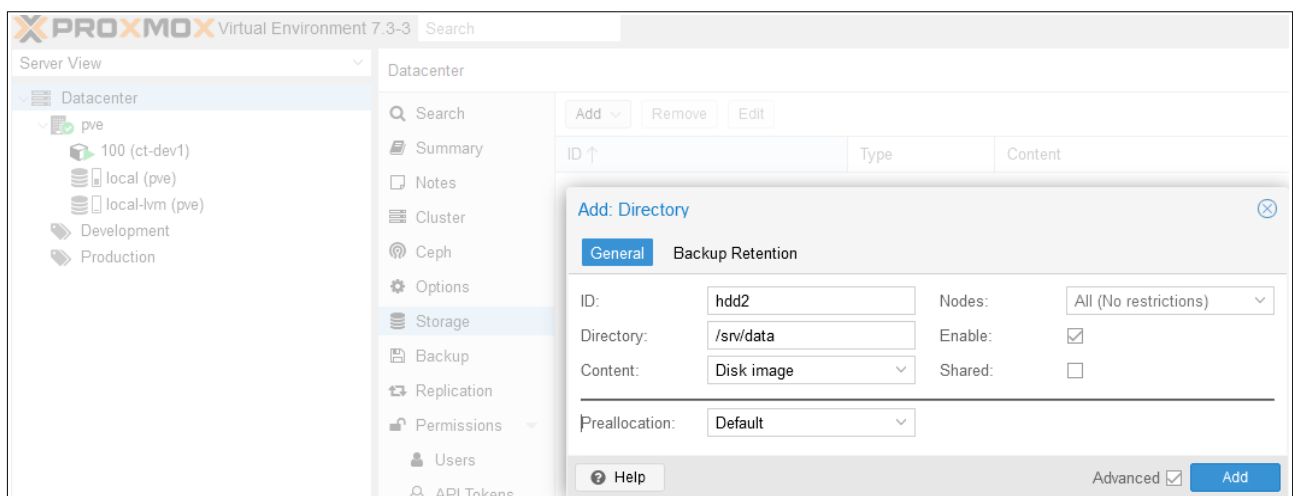 PROXMOX Virtual Environment 7.3-3 Search
Server View
Datacenter
pve
100 (ct-dev1)
local (pve)
local-lvm (pve)
Development
Production
Datacenter
Search
Summary
Notes
Cluster
Ceph
Options
Storage
Backup
Replication
Permissions
Users
API Tokens
Add Remove Edit
ID ↑ Type Content
Add: Directory
General Backup Retention
ID: hdd2 Nodes: All (No restrictions)
Directory: /srv/data Enable:
Content: Disk image Shared:
Preallocation: Default
Help Advanced Add